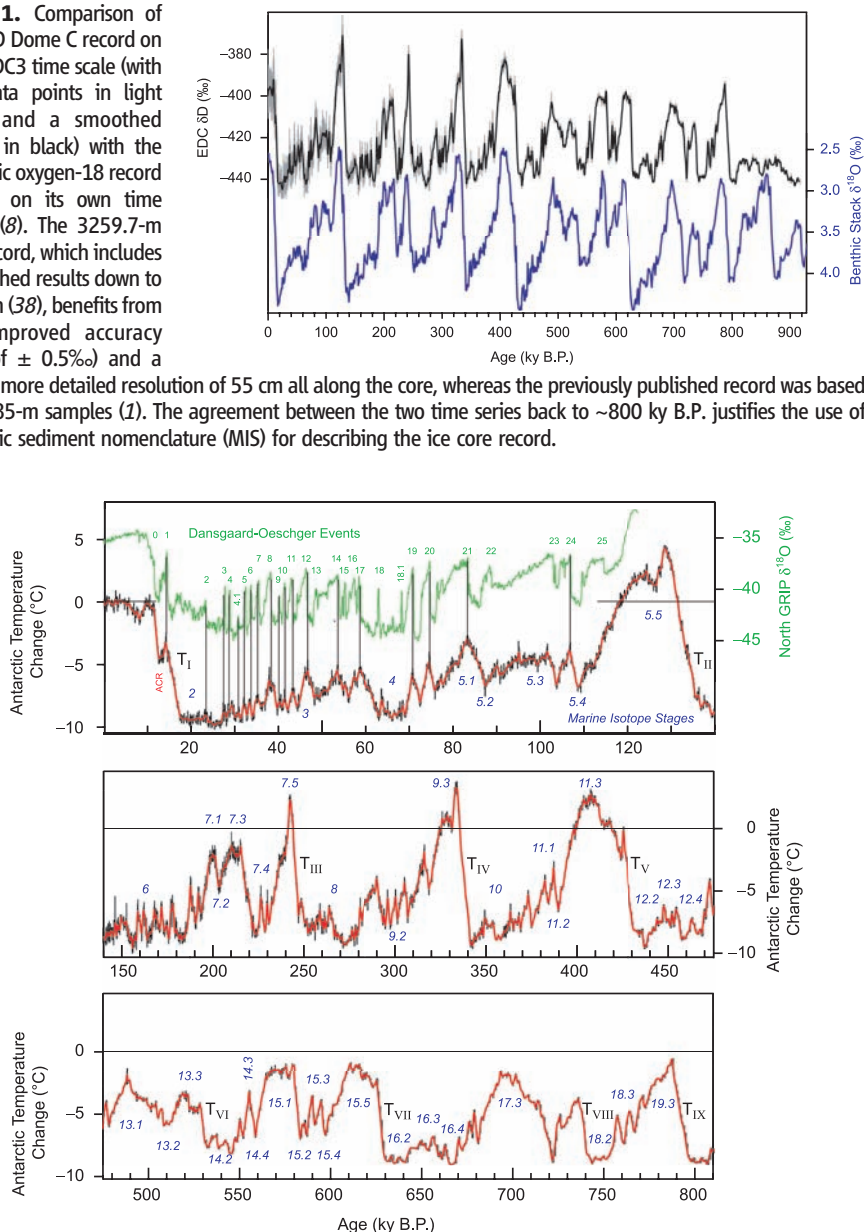 1. Comparison of
Dome C record on
DC3 time scale (with
ata points in light
and a smoothed
in black) with the
ic oxygen-18 record
on its own time
(8). The 3259.7-m
cord, which includes
hed results down to
(38), benefits from
mproved accuracy
of ± 0.5‰) and a
more detailed resolution of 55 cm all along the core, whereas the previously published record was based
35-m samples (1). The agreement between the two time series back to ~800 ky B.P. justifies the use of
ic sediment nomenclature (MIS) for describing the ice core record.
EDC δD (‰)
−380
−400
−420
−440
2.5
3.0
3.5
4.0
Benthic Stack δ18O (‰)
0 100 200 300 400 500 600 700 800 900
Age (ky B.P.)
Antarctic Temperature
Change (°C)
5
0
−5
−10
Dansgaard-Oeschger Events
0 1 2 3 4 4.1 5 6 7 8 9 10 11 12 13 14 15 16 17 18 18.1 19 20 21 22 23 24 25
−35
−40
−45
North GRIP δ18O (‰)
ACR
TI
TII
2 3 4 5.1 5.2 5.3 5.4 5.5
Marine Isotope Stages
20 40 60 80 100 120
6 7.1 7.2 7.3 7.4 7.5 8 9.2 9.3 10 11.1 11.2 11.3 12.2 12.3 12.4
TIII TIV TV
0
−5
−10
Antarctic Temperature
Change (°C)
150 200 250 300 350 400 450
Antarctic Temperature
Change (°C)
0
−5
−10
13.1 13.2 13.3 14.2 14.3 14.4 15.1 15.2 15.3 15.4 15.5 16.2 16.3 16.4 17.3 18.2 18.3 19.3
TVI TVII TVIII TIX
500 550 600 650 700 750 800
Age (ky B.P.)